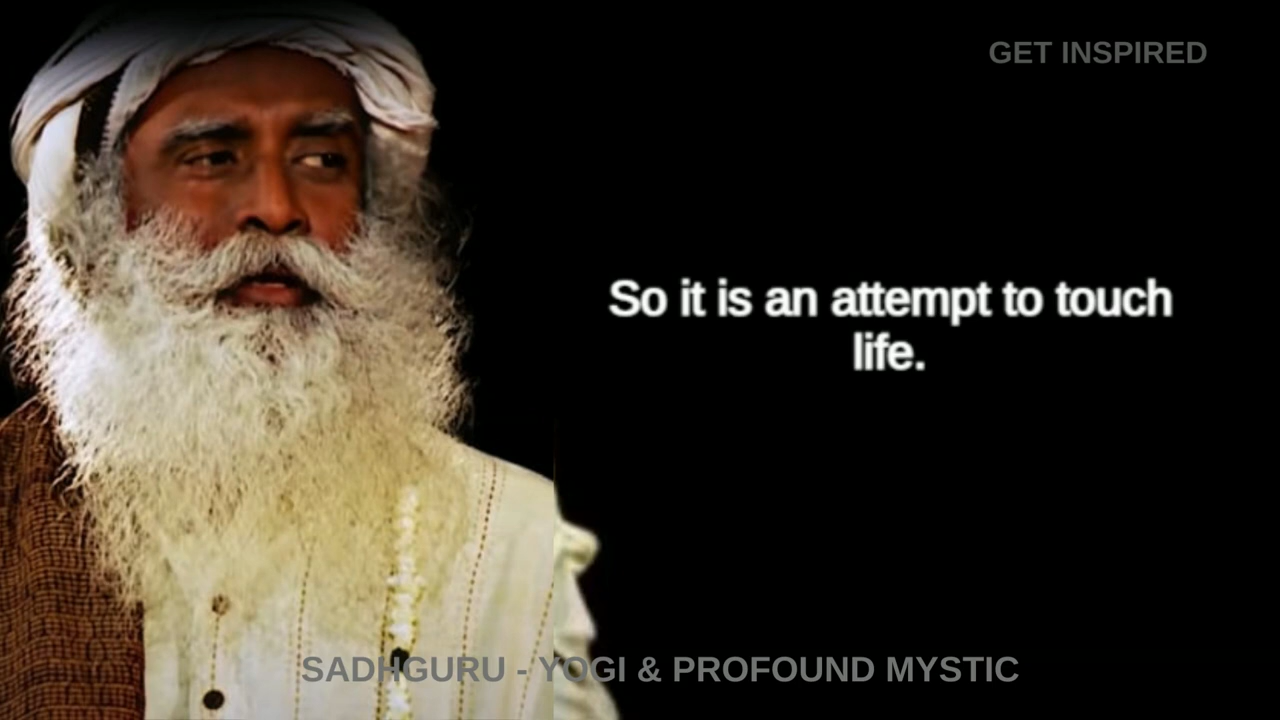 GET INSPIRED
So it is an attempt to touch
life.
SADHGURU - YOGI & PROFOUND MYSTIC